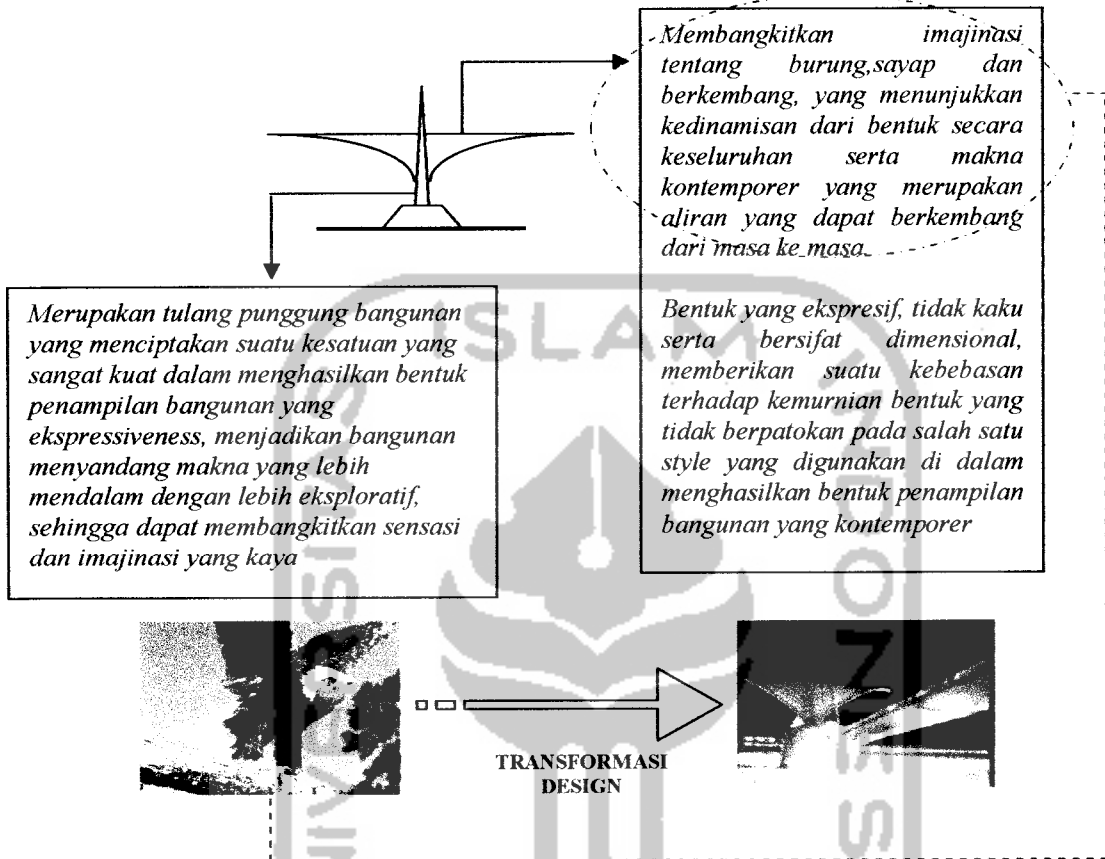 Membangkitkan imajinasi
tentang burung,sayap dan
berkembang, yang menunjukkan
kedinamisan dari bentuk secara
keseluruhan serta makna
kontemporer yang merupakan
aliran yang dapat berkembang
dari masa ke masa.
Bentuk yang ekspresif, tidak kaku
serta bersifat dimensional,
memberikan suatu kebebasan
terhadap kemurnian bentuk yang
tidak berpatokan pada salah satu
style yang digunakan di dalam
menghasilkan bentuk penampilan
bangunan yang kontemporer
Merupakan tulang punggung bangunan
yang menciptakan suatu kesatuan yang
sangat kuat dalam menghasilkan bentuk
penampilan bangunan yang
ekspressiveness, menjadikan bangunan
menyandang makna yang lebih
mendalam dengan lebih eksploratif,
sehingga dapat membangkitkan sensasi
dan imajinasi yang kaya
TRANSFORMASI
DESIGN
ISLAM